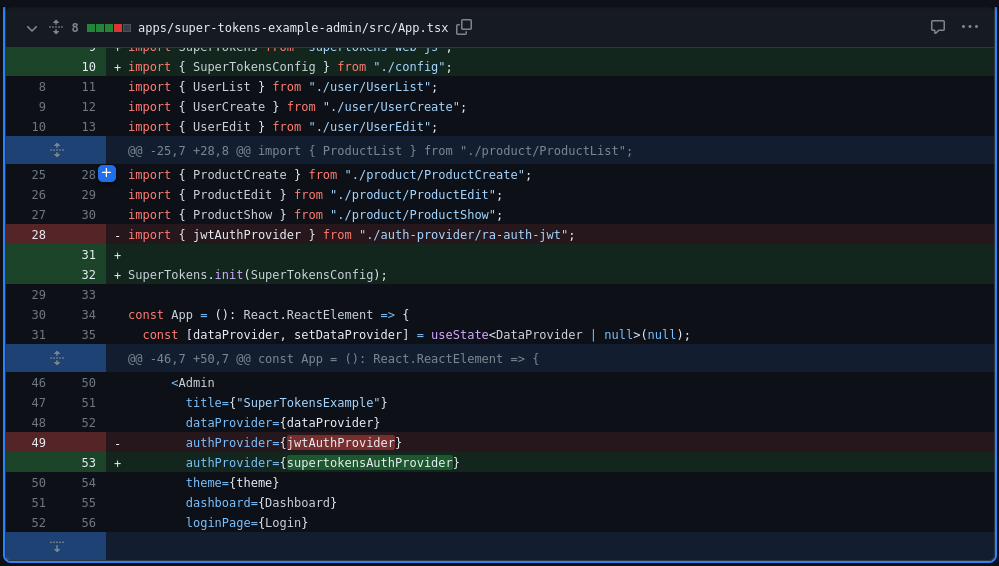 8 apps/super-tokens-example-admin/src/App.tsx
9 + import SuperTokens from "supertokens-web-js";
10 + import { SuperTokensConfig } from "./config";
8 11 import { UserList } from "./user/UserList";
9 12 import { UserCreate } from "./user/UserCreate";
10 13 import { UserEdit } from "./user/UserEdit";
@@ -25,7 +28,8 @@ import { ProductList } from "./product/ProductList";
25 28 import { ProductCreate } from "./product/ProductCreate";
26 29 import { ProductEdit } from "./product/ProductEdit";
27 30 import { ProductShow } from "./product/ProductShow";
28 - import { jwtAuthProvider } from "./auth-provider/ra-auth-jwt";
31 +
32 + SuperTokens.init(SuperTokensConfig);
29 33
30 34 const App = (): React.ReactElement => {
31 35 const [dataProvider, setDataProvider] = useState<DataProvider | null>(null);
@@ -46,7 +50,7 @@ const App = (): React.ReactElement => {
46 50 <Admin
47 51 title={"SuperTokensExample"}
48 52 dataProvider={dataProvider}
49 - authProvider={jwtAuthProvider}
53 + authProvider={supertokensAuthProvider}
50 54 theme={theme}
51 55 dashboard={Dashboard}
52 56 loginPage={Login}